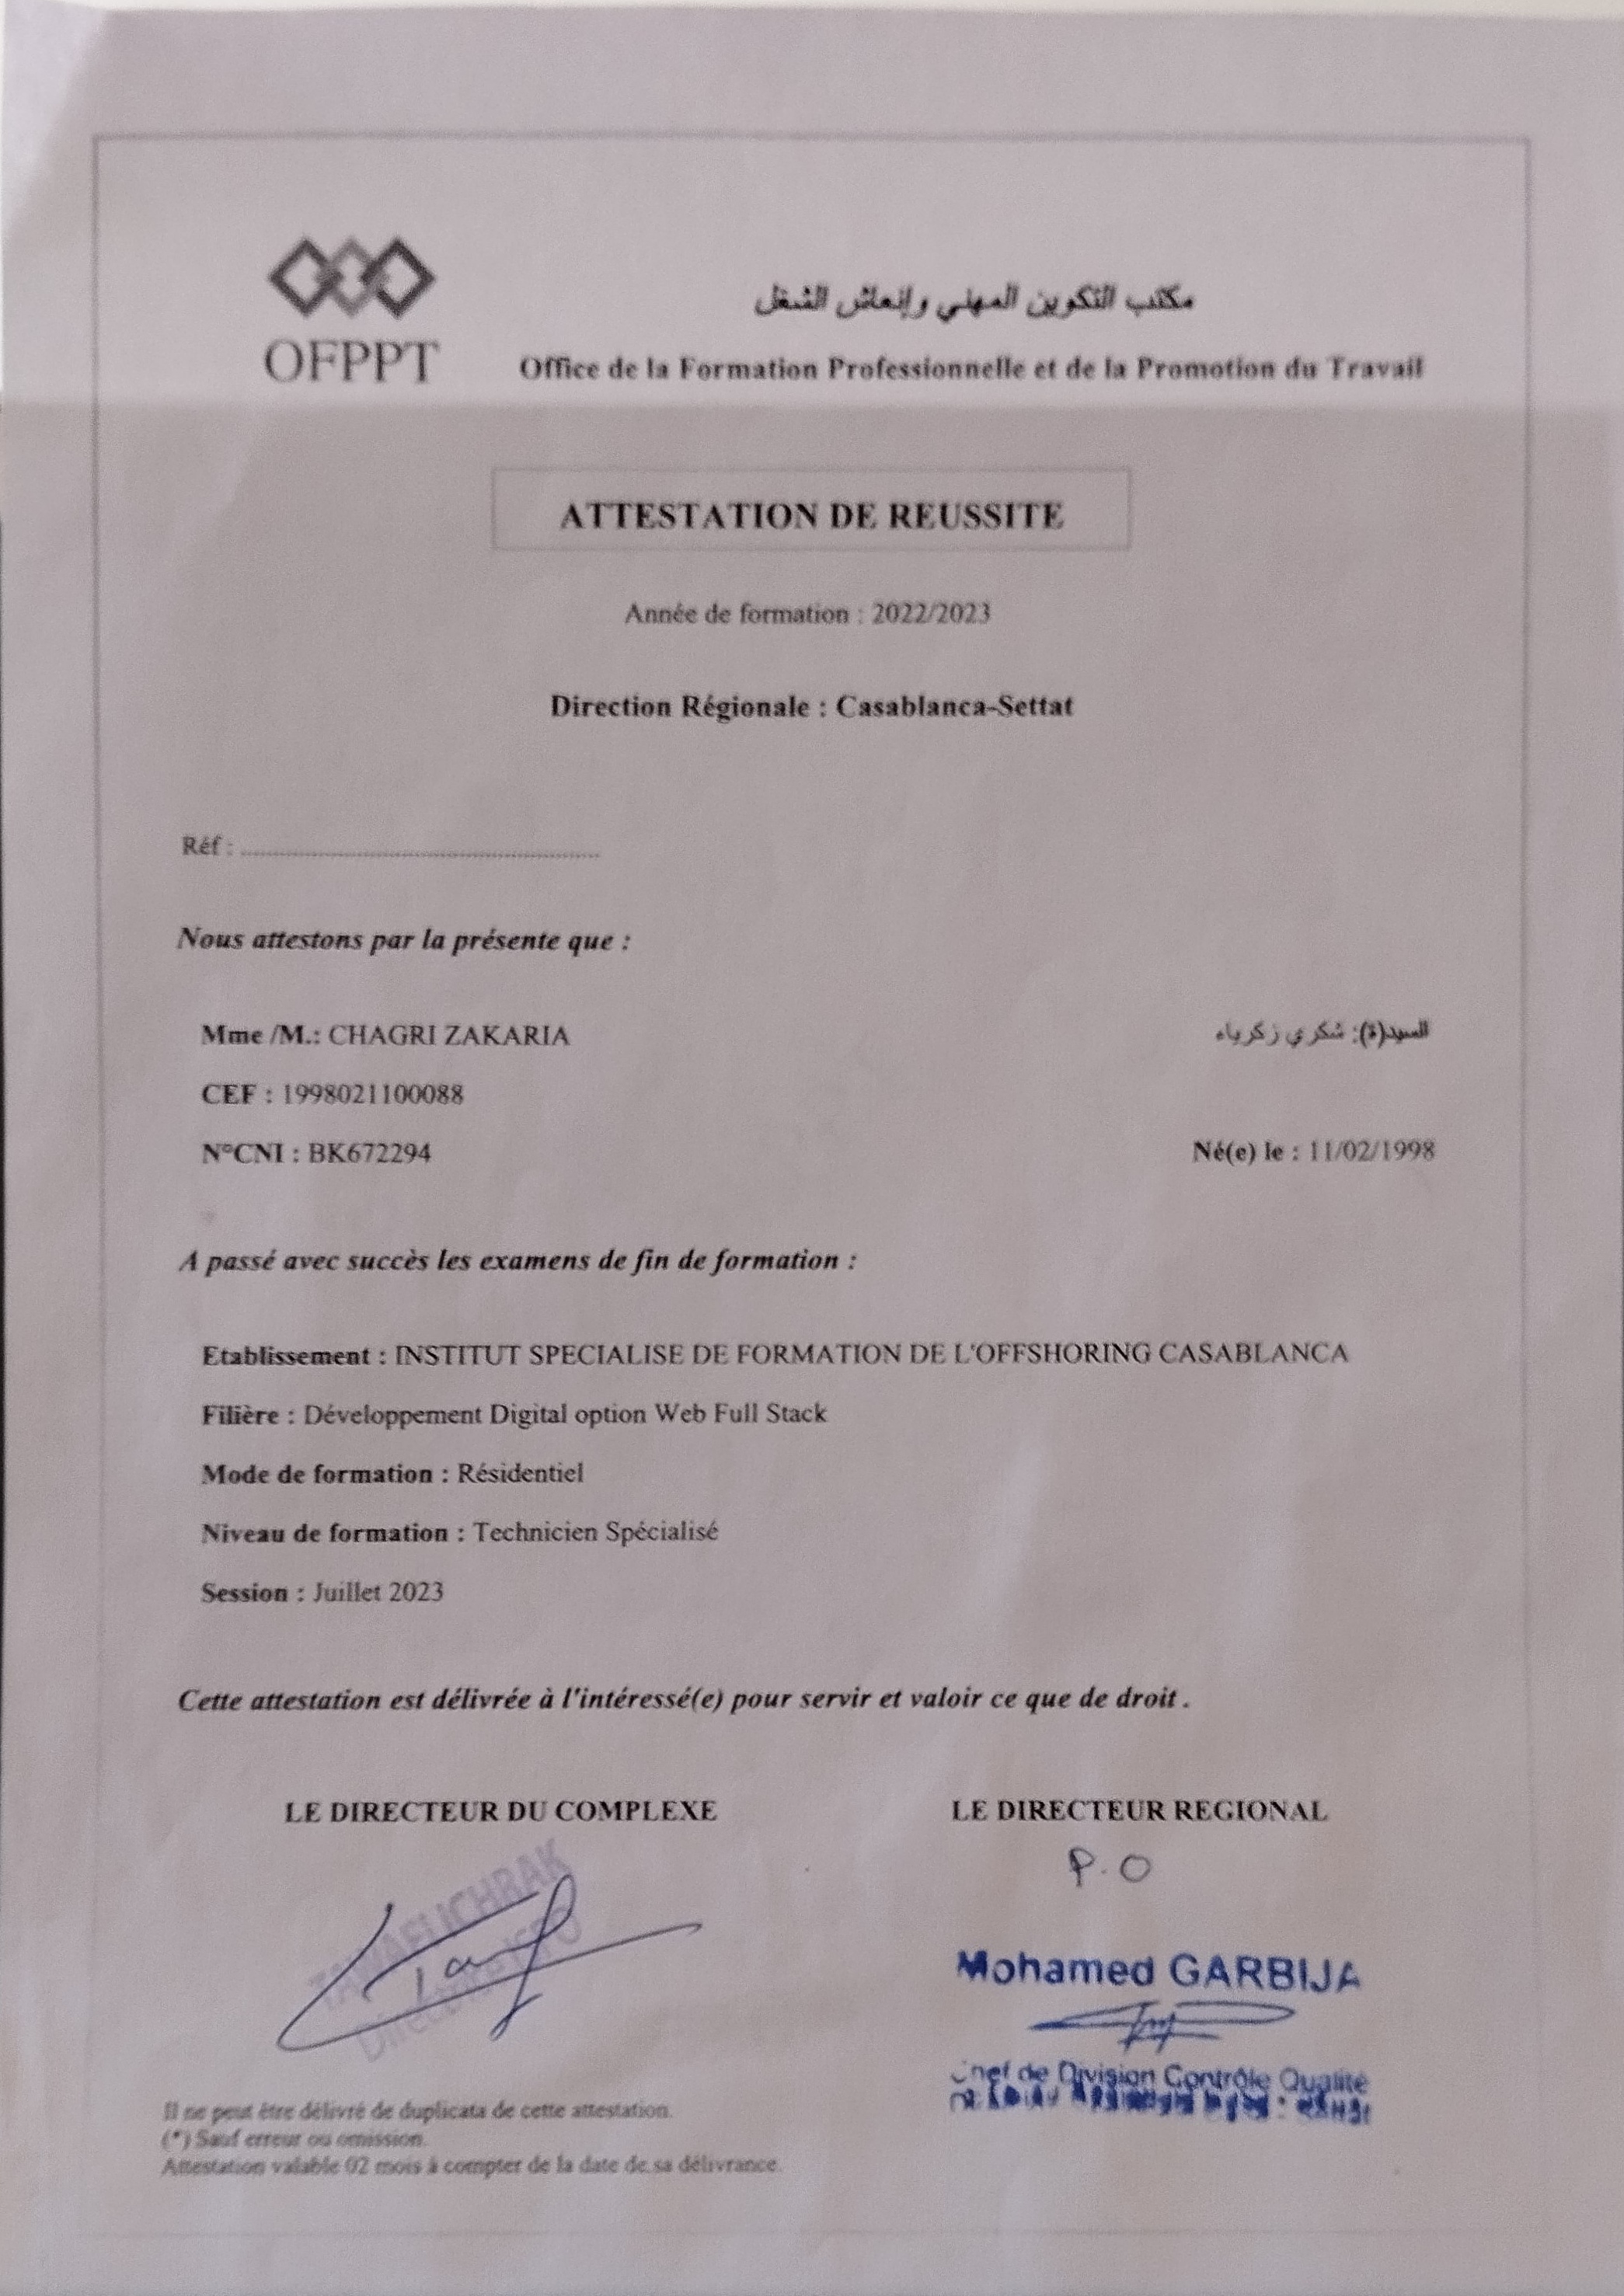 OFPPT
مكتب التكوين المهني وإنعاش الشغل
Office de la Formation Professionnelle et de la Promotion du Travail
ATTESTATION DE REUSSITE
Année de formation : 2022/2023
Direction Régionale : Casablanca-Settat
Réf : ........................................................
Nous attestons par la présente que :
Mme /M.: CHAGRI ZAKARIA
السيد(ة): شكري زكرياء
CEF : 1998021100088
N°CNI : BK672294
Né(e) le : 11/02/1998
A passé avec succès les examens de fin de formation :
Etablissement : INSTITUT SPECIALISE DE FORMATION DE L'OFFSHORING CASABLANCA
Filière : Développement Digital option Web Full Stack
Mode de formation : Résidentiel
Niveau de formation : Technicien Spécialisé
Session : Juillet 2023
Cette attestation est délivrée à l'intéressé(e) pour servir et valoir ce que de droit .
LE DIRECTEUR DU COMPLEXE
LE DIRECTEUR REGIONAL
P.O
Mohamed GARBIJA
Chef de Division Contrôle Qualité
Il ne peut être délivré de duplicata de cette attestation.
(*) Sauf erreur ou omission.
Attestation valable 02 mois à compter de la date de sa délivrance.